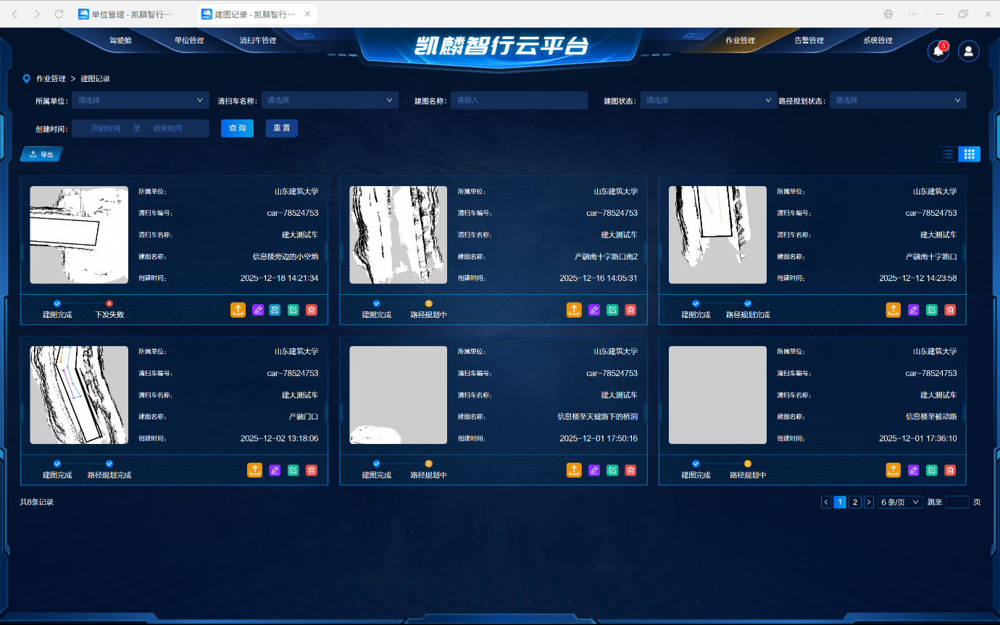 单位管理 - 凯麟智行云···
建图记录 - 凯麟智行云···
驾驶舱 单位管理 清扫车管理 凯麟智行云平台 作业管理 告警管理 系统管理 5
作业管理 > 建图记录
所属单位: 请选择 清扫车名称: 请选择 建图名称: 请输入 建图状态: 请选择 路径规划状态: 请选择
创建时间: 开始时间 至 结束时间 查 询 重 置
导出
所属单位: 山东建筑大学
清扫车编号: car-78524753
清扫车名称: 建大测试车
建图名称: 信息楼旁边的小空地
创建时间: 2025-12-18 14:21:34
建图完成 下发失败
所属单位: 山东建筑大学
清扫车编号: car-78524753
清扫车名称: 建大测试车
建图名称: 产融南十字路口南2
创建时间: 2025-12-16 14:05:31
建图完成 路径规划中
所属单位: 山东建筑大学
清扫车编号: car-78524753
清扫车名称: 建大测试车
建图名称: 产融南十字路口
创建时间: 2025-12-12 14:23:58
建图完成 路径规划完成
所属单位: 山东建筑大学
清扫车编号: car-78524753
清扫车名称: 建大测试车
建图名称: 产融门口
创建时间: 2025-12-02 13:18:06
建图完成 路径规划完成
所属单位: 山东建筑大学
清扫车编号: car-78524753
清扫车名称: 建大测试车
建图名称: 信息楼至天健路下的桥洞
创建时间: 2025-12-01 17:50:16
建图完成 路径规划中
所属单位: 山东建筑大学
清扫车编号: car-78524753
清扫车名称: 建大测试车
建图名称: 信息楼至被动路
创建时间: 2025-12-01 17:36:10
建图完成 路径规划中
共8条记录 < 1 2 > 6 条/页 跳至 页